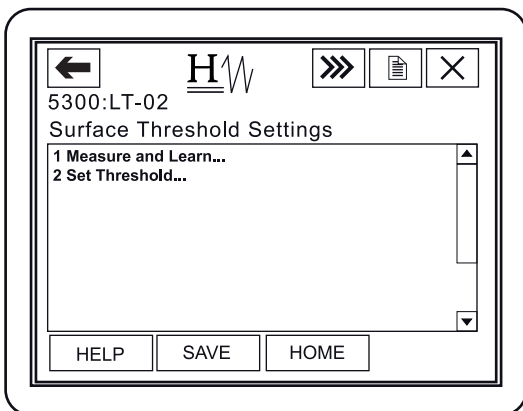 H
5300:LT-02
Surface Threshold Settings
1 Measure and Learn...
2 Set Threshold...
HELP SAVE HOME